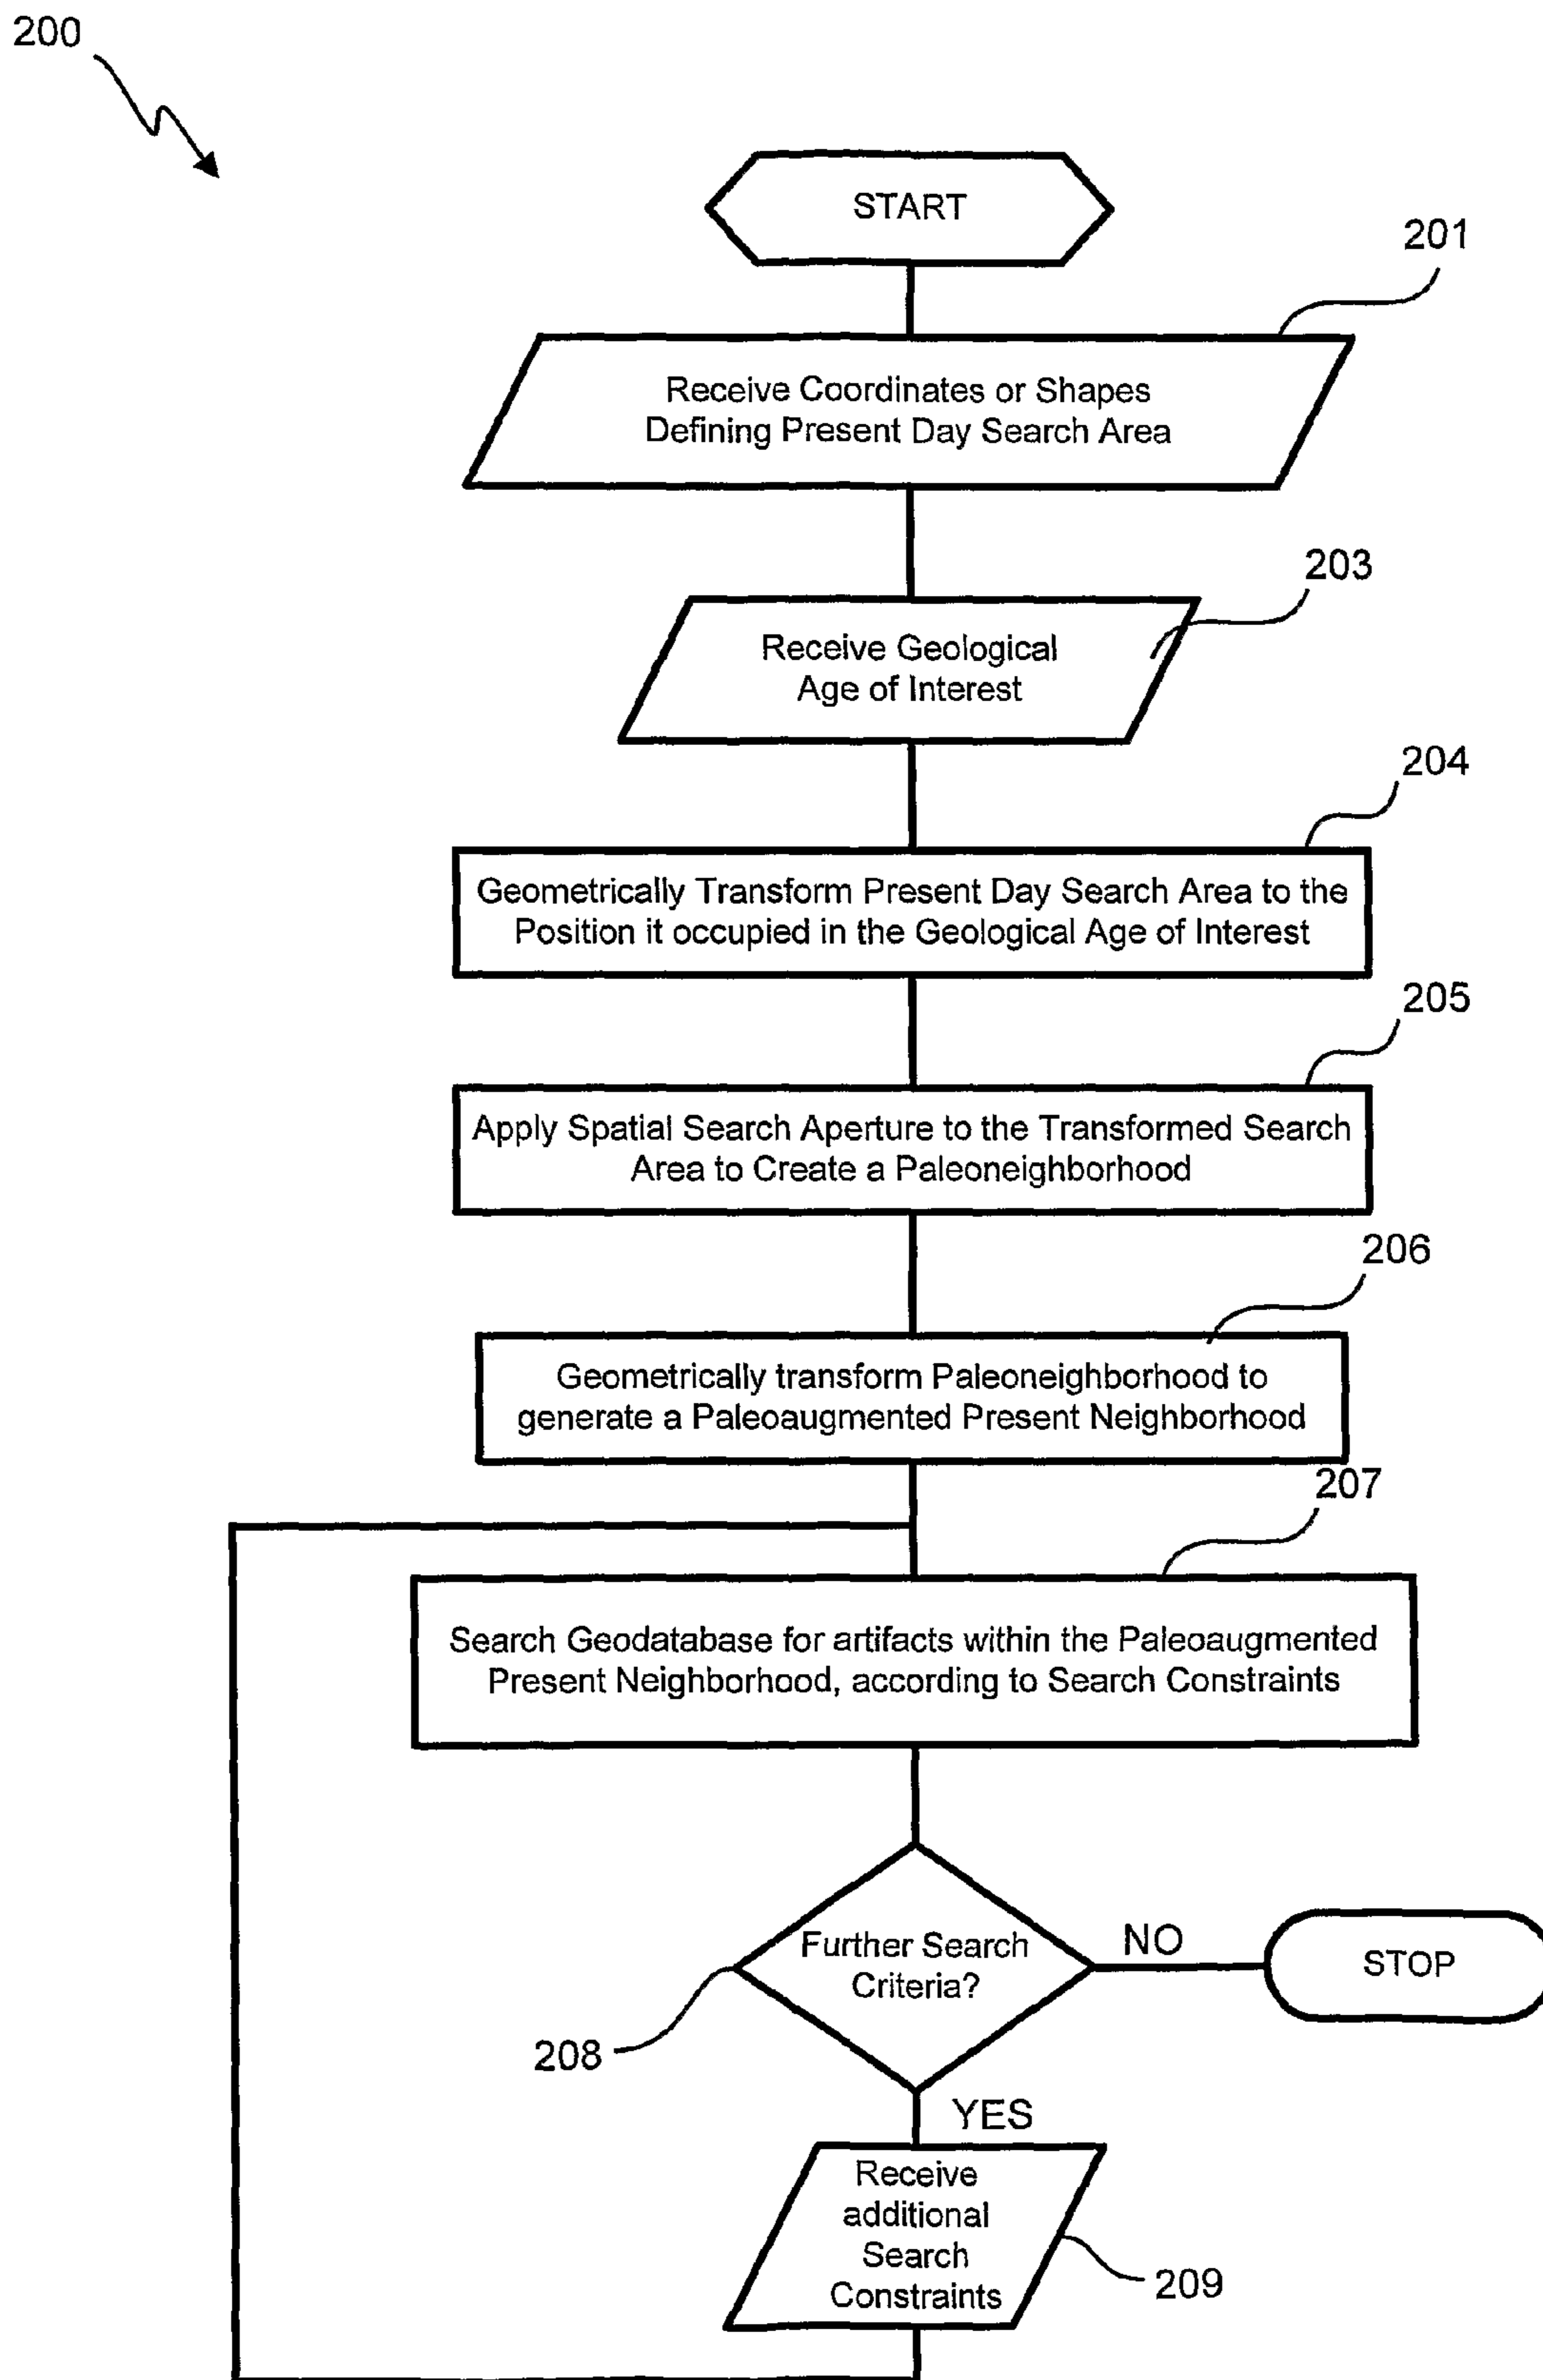 200
START
201
Receive Coordinates or Shapes
Defining Present Day Search Area
203
Receive Geological
Age of Interest
204
Geometrically Transform Present Day Search Area to the
Position it occupied in the Geological Age of Interest
205
Apply Spatial Search Aperture to the Transformed Search
Area to Create a Paleoneighborhood
206
Geometrically transform Paleoneighborhood to
generate a Paleoaugmented Present Neighborhood
207
Search Geodatabase for artifacts within the Paleoaugmented
Present Neighborhood, according to Search Constraints
Further Search
Criteria?
NO
STOP
208
YES
Receive
additional
Search
Constraints
209